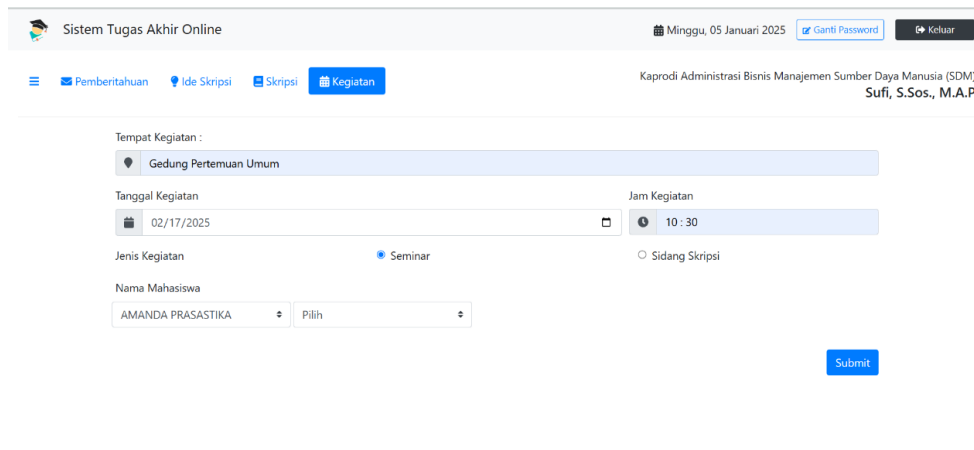 Sistem Tugas Akhir Online
Minggu, 05 Januari 2025
Ganti Password
Keluar
Pemberitahuan
Ide Skripsi
Skripsi
Kegiatan
Kaprodi Administrasi Bisnis Manajemen Sumber Daya Manusia (SDM)
Sufi, S.Sos., M.A.P
Tempat Kegiatan :
Gedung Pertemuan Umum
Tanggal Kegiatan
Jam Kegiatan
02/17/2025
10 : 30
Jenis Kegiatan
Seminar
Sidang Skripsi
Nama Mahasiswa
AMANDA PRASASTIKA
Pilih
Submit